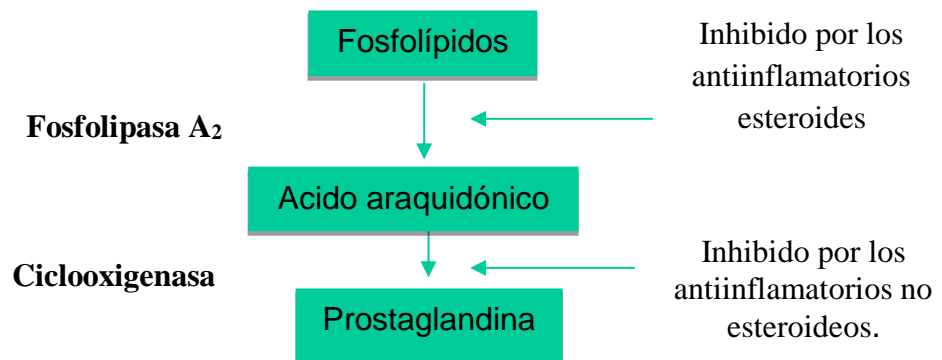 Fosfolípidos
Inhibido por los
antiinflamatorios
esteroides
Fosfolipasa A₂
Acido araquidónico
Ciclooxigenasa
Inhibido por los
antiinflamatorios no
esteroideos.
Prostaglandina